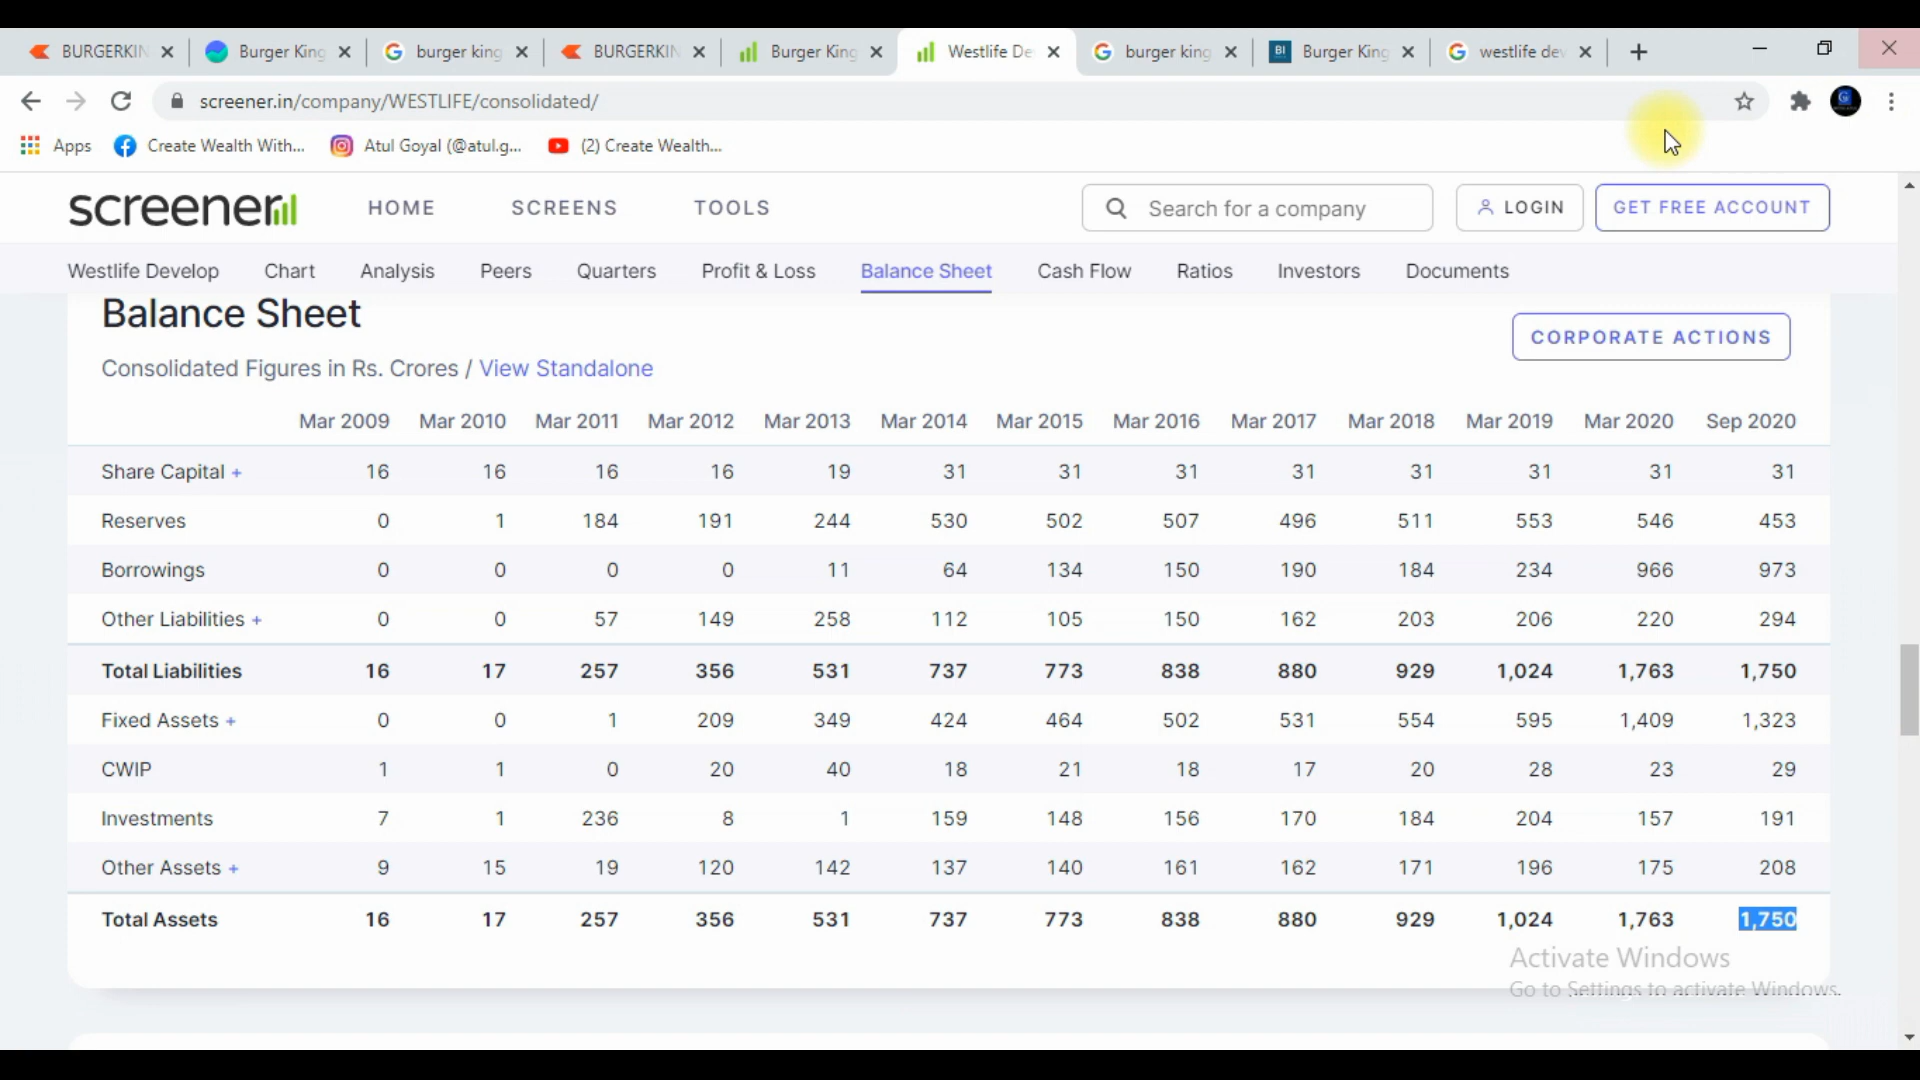 BURGERKIN Burger King burger king BURGERKIN Burger King Westlife De burger king BI Burger King westlife dev
screener.in/company/WESTLIFE/consolidated/
Apps Create Wealth With... Atul Goyal (@atul.g... (2) Create Wealth...
screener HOME SCREENS TOOLS Search for a company LOGIN GET FREE ACCOUNT
Westlife Develop Chart Analysis Peers Quarters Profit & Loss Balance Sheet Cash Flow Ratios Investors Documents
Balance Sheet
CORPORATE ACTIONS
Consolidated Figures in Rs. Crores / View Standalone
Mar 2009 Mar 2010 Mar 2011 Mar 2012 Mar 2013 Mar 2014 Mar 2015 Mar 2016 Mar 2017 Mar 2018 Mar 2019 Mar 2020 Sep 2020
Share Capital + 16 16 16 16 19 31 31 31 31 31 31 31 31
Reserves 0 1 184 191 244 530 502 507 496 511 553 546 453
Borrowings 0 0 0 0 11 64 134 150 190 184 234 966 973
Other Liabilities + 0 0 57 149 258 112 105 150 162 203 206 220 294
Total Liabilities 16 17 257 356 531 737 773 838 880 929 1,024 1,763 1,750
Fixed Assets + 0 0 1 209 349 424 464 502 531 554 595 1,409 1,323
CWIP 1 1 0 20 40 18 21 18 17 20 28 23 29
Investments 7 1 236 8 1 159 148 156 170 184 204 157 191
Other Assets + 9 15 19 120 142 137 140 161 162 171 196 175 208
Total Assets 16 17 257 356 531 737 773 838 880 929 1,024 1,763 1,750
Activate Windows
Go to Settings to activate Windows.